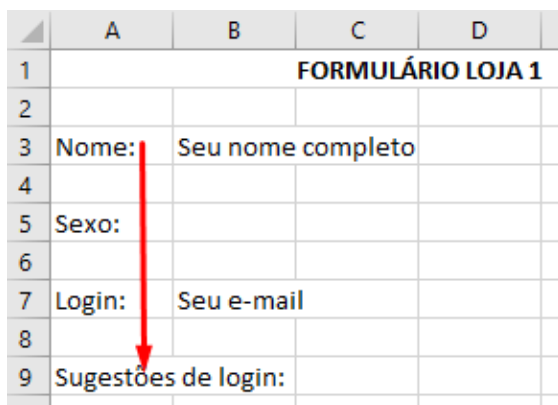 A B C D
1 FORMULÁRIO LOJA 1
2
3 Nome: Seu nome completo
4
5 Sexo:
6
7 Login: Seu e-mail
8
9 Sugestões de login: